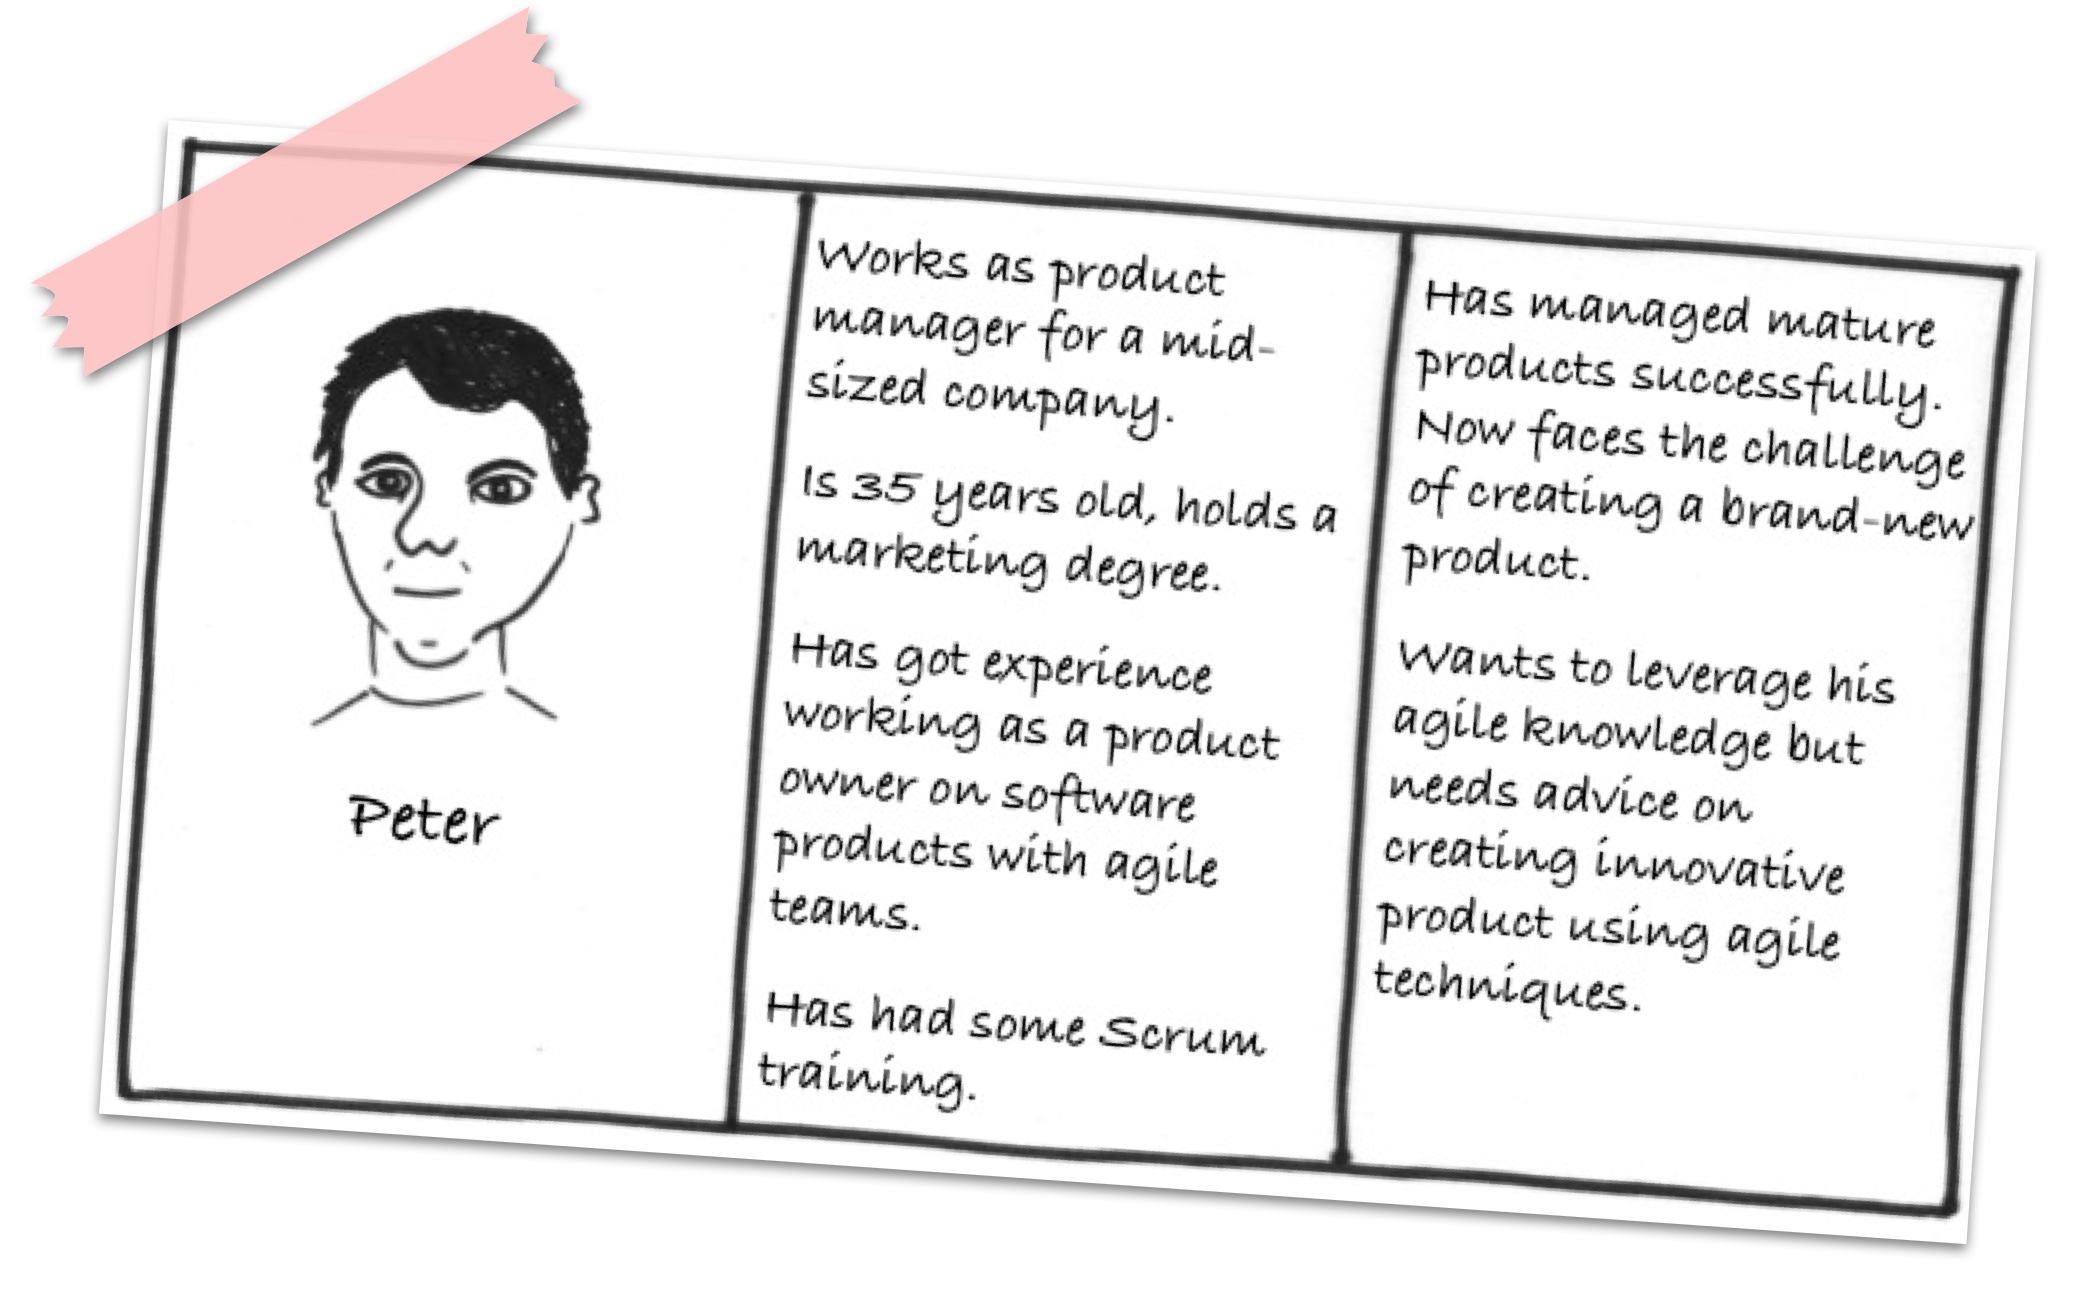 Peter
Works as product
manager for a mid-
sized company.
Is 35 years old, holds a
marketing degree.
Has got experience
working as a product
owner on software
products with agile
teams.
Has had some Scrum
training.
Has managed mature
products successfully.
Now faces the challenge
of creating a brand-new
product.
Wants to leverage his
agile knowledge but
needs advice on
creating innovative
product using agile
techniques.